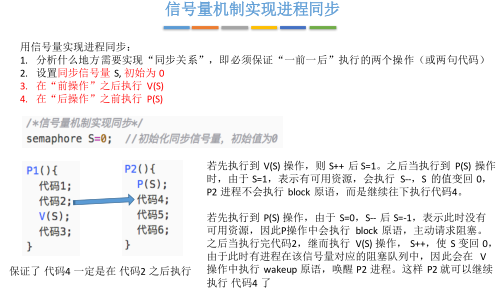 信号量机制实现进程同步
用信号量实现进程同步：
1. 分析什么地方需要实现“同步关系”，即必须保证“一前一后”执行的两个操作（或两句代码）
2. 设置同步信号量 S, 初始为 0
3. 在“前操作”之后执行 V(S)
4. 在“后操作”之前执行 P(S)
/*信号量机制实现同步*/
semaphore S=0; //初始化同步信号量，初始值为0
P1(){
代码1;
代码2;
V(S);
代码3;
}
P2(){
P(S);
代码4;
代码5;
代码6;
}
保证了 代码4 一定是在 代码2 之后执行
若先执行到 V(S) 操作，则 S++ 后 S=1。之后当执行到 P(S) 操作
时，由于 S=1，表示有可用资源，会执行 S--，S 的值变回 0，
P2 进程不会执行 block 原语，而是继续往下执行代码4。
若先执行到 P(S) 操作，由于 S=0，S-- 后 S=-1，表示此时没有
可用资源，因此P操作中会执行 block 原语，主动请求阻塞。
之后当执行完代码2，继而执行 V(S) 操作， S++，使 S 变回 0，
由于此时有进程在该信号量对应的阻塞队列中，因此会在 V
操作中执行 wakeup 原语，唤醒 P2 进程。这样 P2 就可以继续
执行 代码4 了